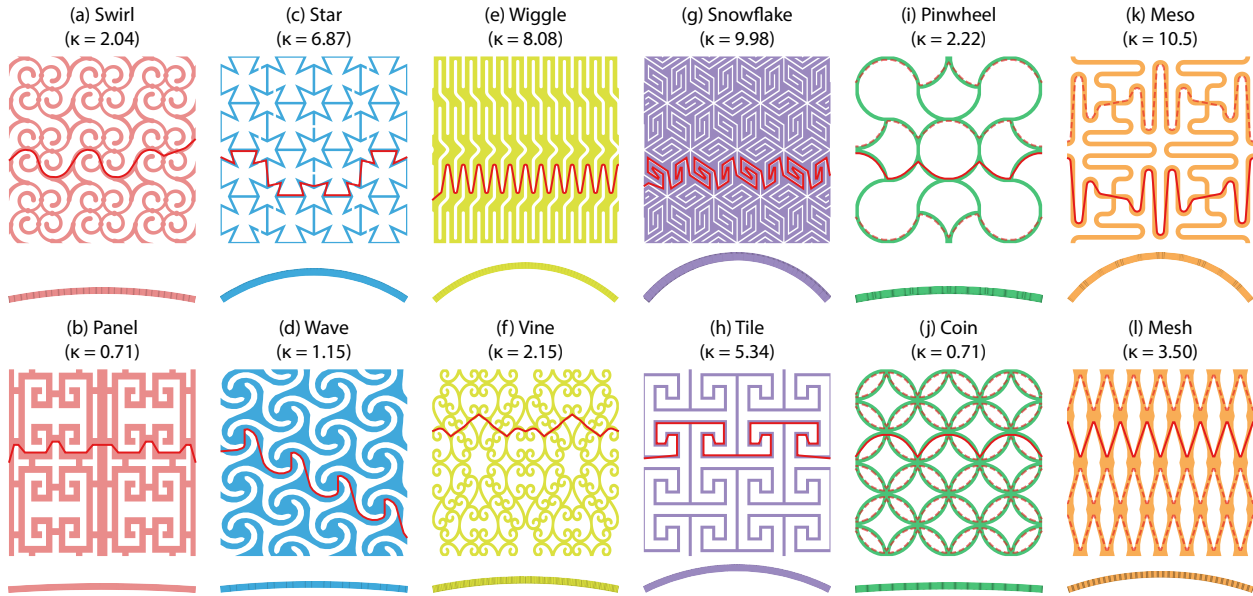 (a) Swirl
(κ = 2.04)
(c) Star
(κ = 6.87)
(e) Wiggle
(κ = 8.08)
(g) Snowflake
(κ = 9.98)
(i) Pinwheel
(κ = 2.22)
(k) Meso
(κ = 10.5)
(b) Panel
(κ = 0.71)
(d) Wave
(κ = 1.15)
(f) Vine
(κ = 2.15)
(h) Tile
(κ = 5.34)
(j) Coin
(κ = 0.71)
(l) Mesh
(κ = 3.50)